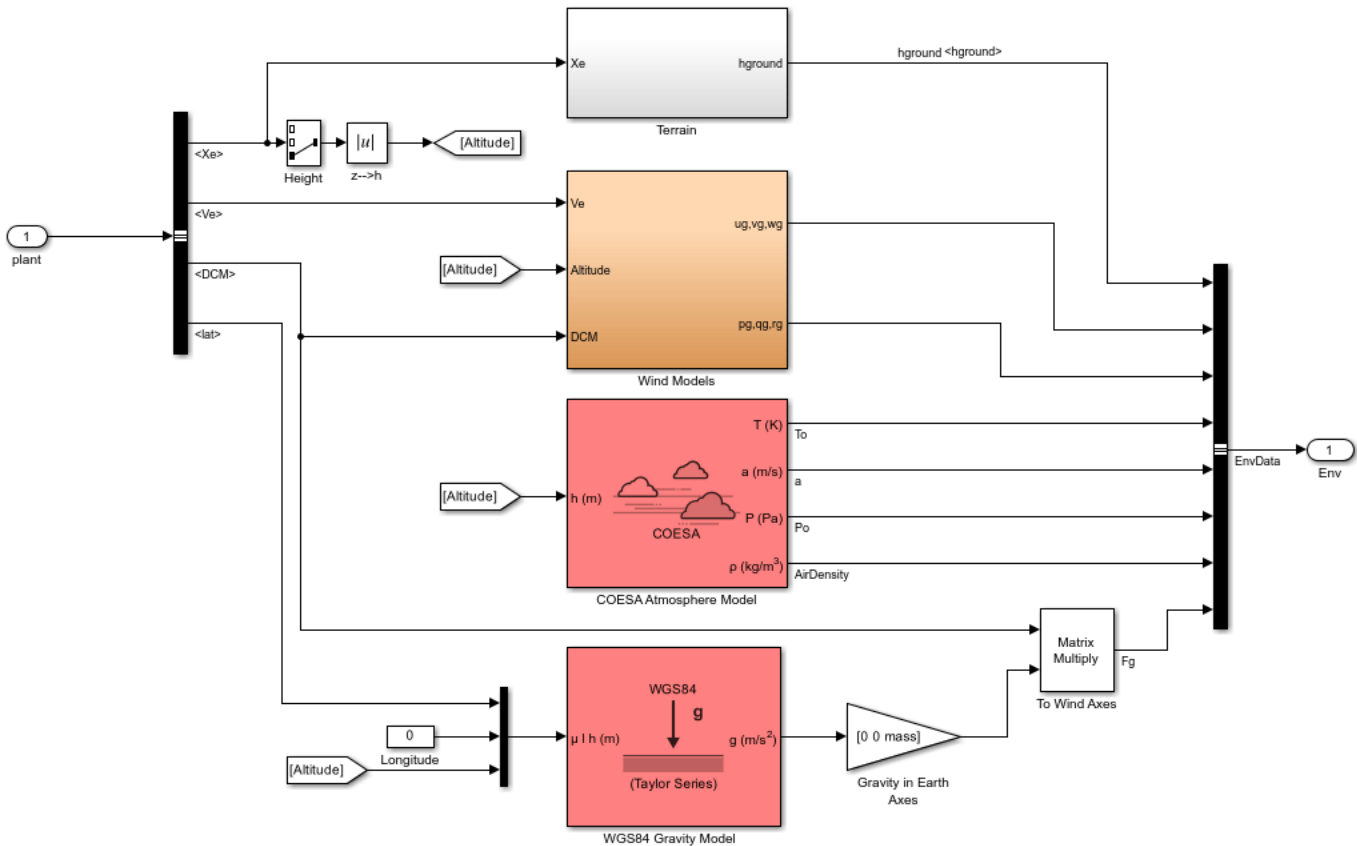 hground <hground>
Xe
hground
Terrain
<Xe>
Height
|u|
z-->h
[Altitude]
<Ve>
Ve
ug,vg,wg
1
plant
<DCM>
[Altitude]
Altitude
<lat>
DCM
pg,qg,rg
Wind Models
T (K)
To
a (m/s)
a
[Altitude]
h (m)
P (Pa)
Po
COESA
ρ (kg/m³)
AirDensity
COESA Atmosphere Model
EnvData
1
Env
Matrix
Multiply
Fg
To Wind Axes
WGS84
g
0
Longitude
[Altitude]
μ l h (m)
g (m/s²)
(Taylor Series)
WGS84 Gravity Model
[0 0 mass]
Gravity in Earth
Axes